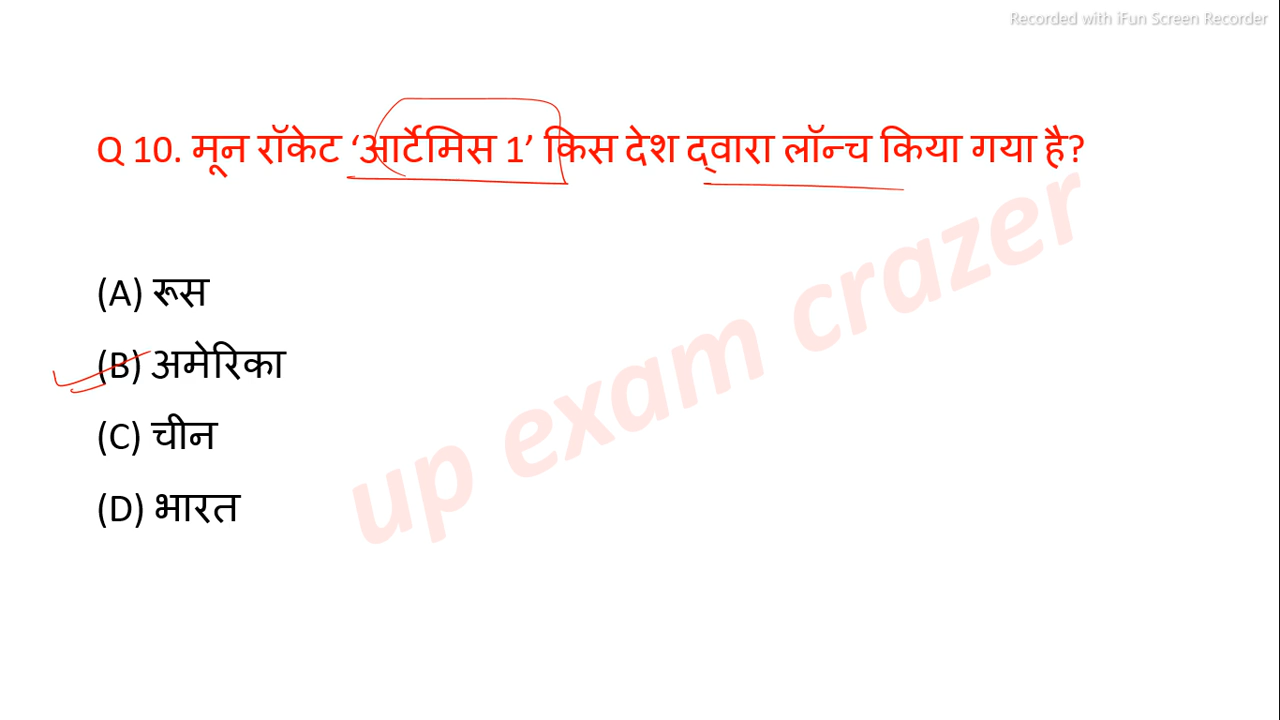 Recorded with iFun Screen Recorder
Q 10. मून रॉकेट ‘आर्टेमिस 1’ किस देश द्वारा लॉन्च किया गया है?
(A) रूस
(B) अमेरिका
(C) चीन
(D) भारत
up exam crazer